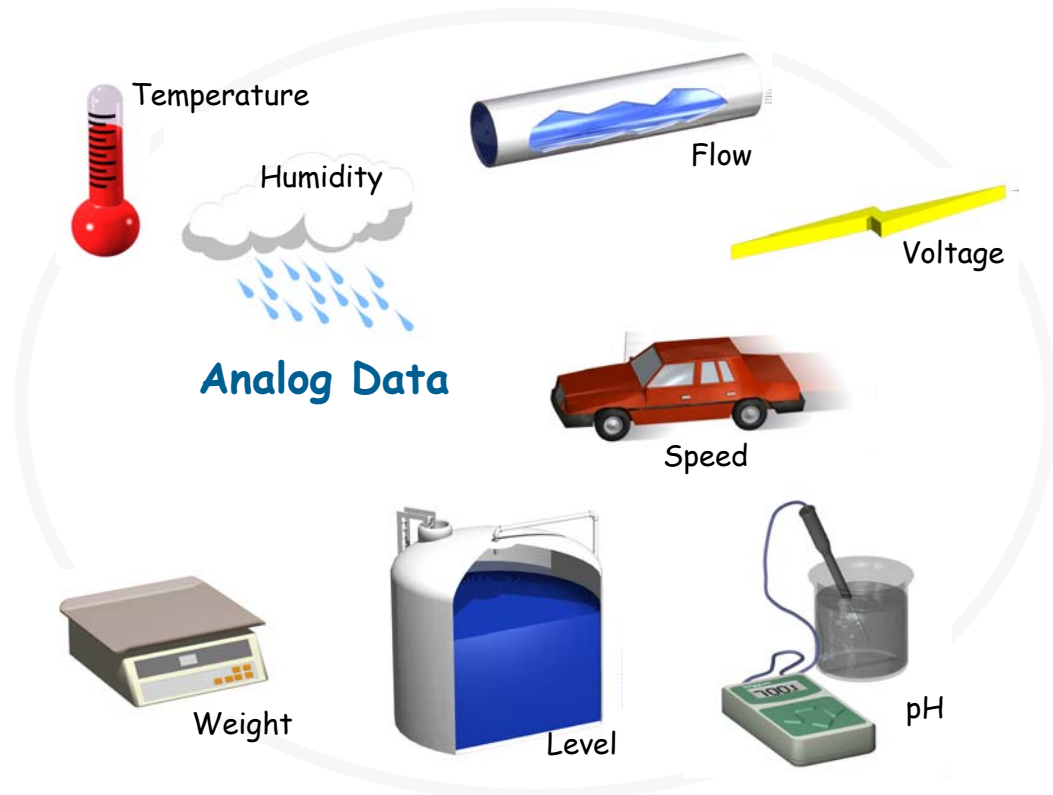 Temperature
Flow
Humidity
Voltage
Analog Data
Speed
Weight
Level
pH